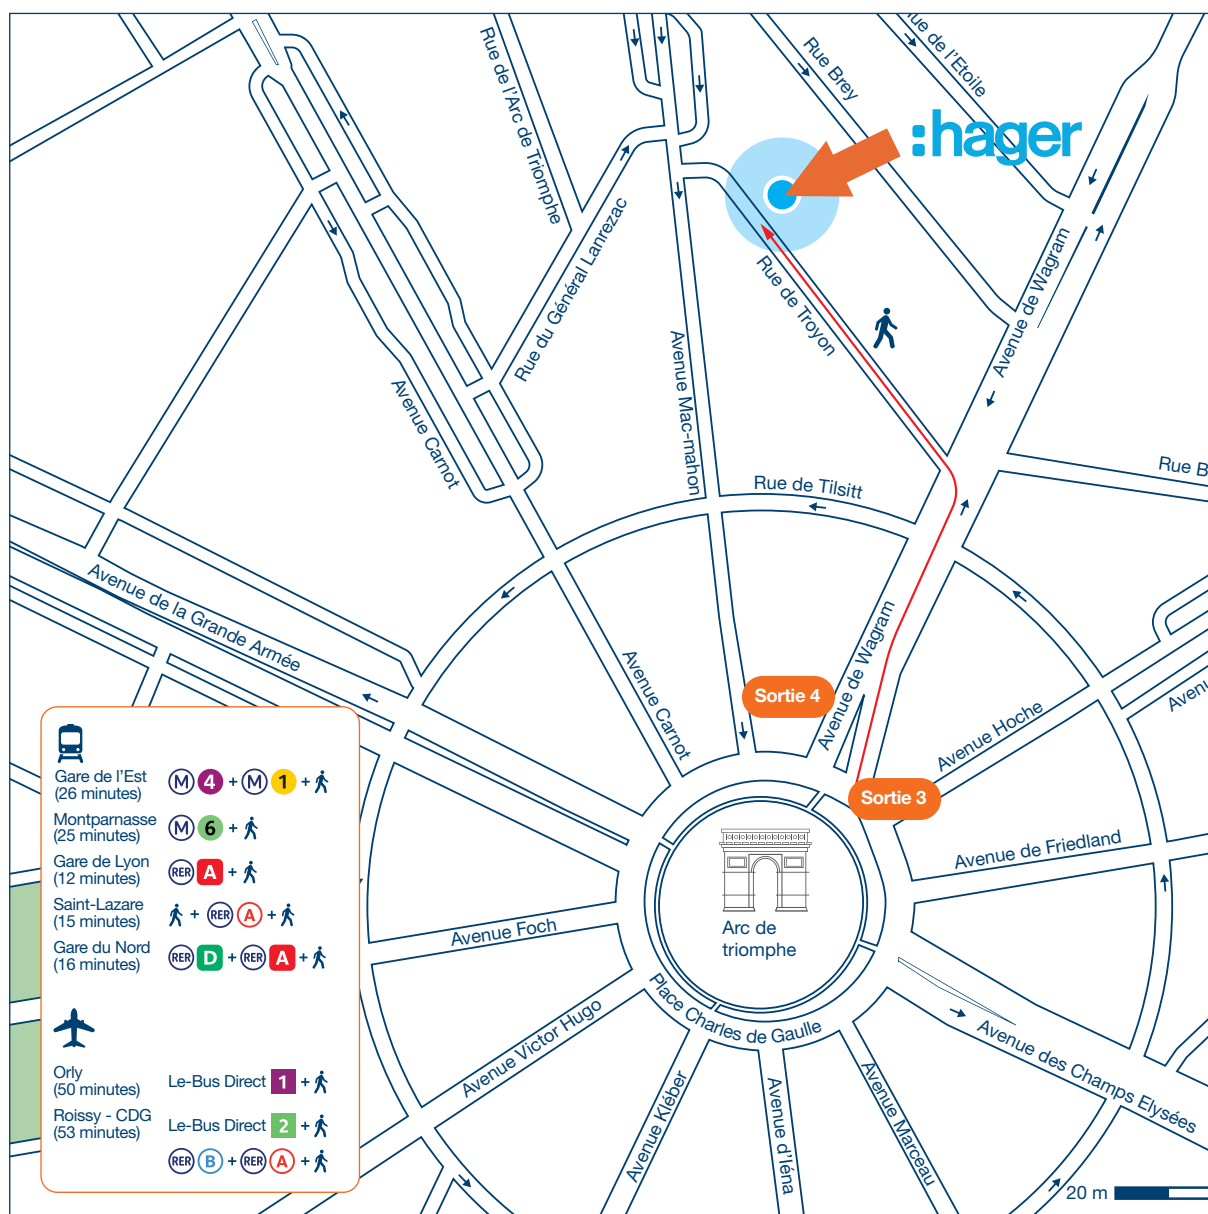 Rue de l'Arc de Triomphe
Rue Brey
Rue de l'Etoile
:hager
Rue du Général Lanrezac
Rue de Troyon
Avenue de Wagram
Avenue Carnot
Avenue Mac-mahon
Rue de Tilsitt
Rue B
Avenue de la Grande Armée
Avenue Carnot
Sortie 4
Avenue de Wagram
Avenue Hoche
Avenu
Sortie 3
Avenue de Friedland
Arc de
triomphe
Avenue Foch
Place Charles de Gaulle
Avenue Victor Hugo
Avenue des Champs Elysées
Avenue Kléber
Avenue d'Iéna
Avenue Marceau
20 m
Gare de l'Est
(26 minutes)
M 4 + M 1 +
Montparnasse
(25 minutes)
M 6 +
Gare de Lyon
(12 minutes)
RER A +
Saint-Lazare
(15 minutes)
+ RER A +
Gare du Nord
(16 minutes)
RER D + RER A +
Orly
(50 minutes)
Le-Bus Direct 1 +
Roissy - CDG
(53 minutes)
Le-Bus Direct 2 +
RER B + RER A +